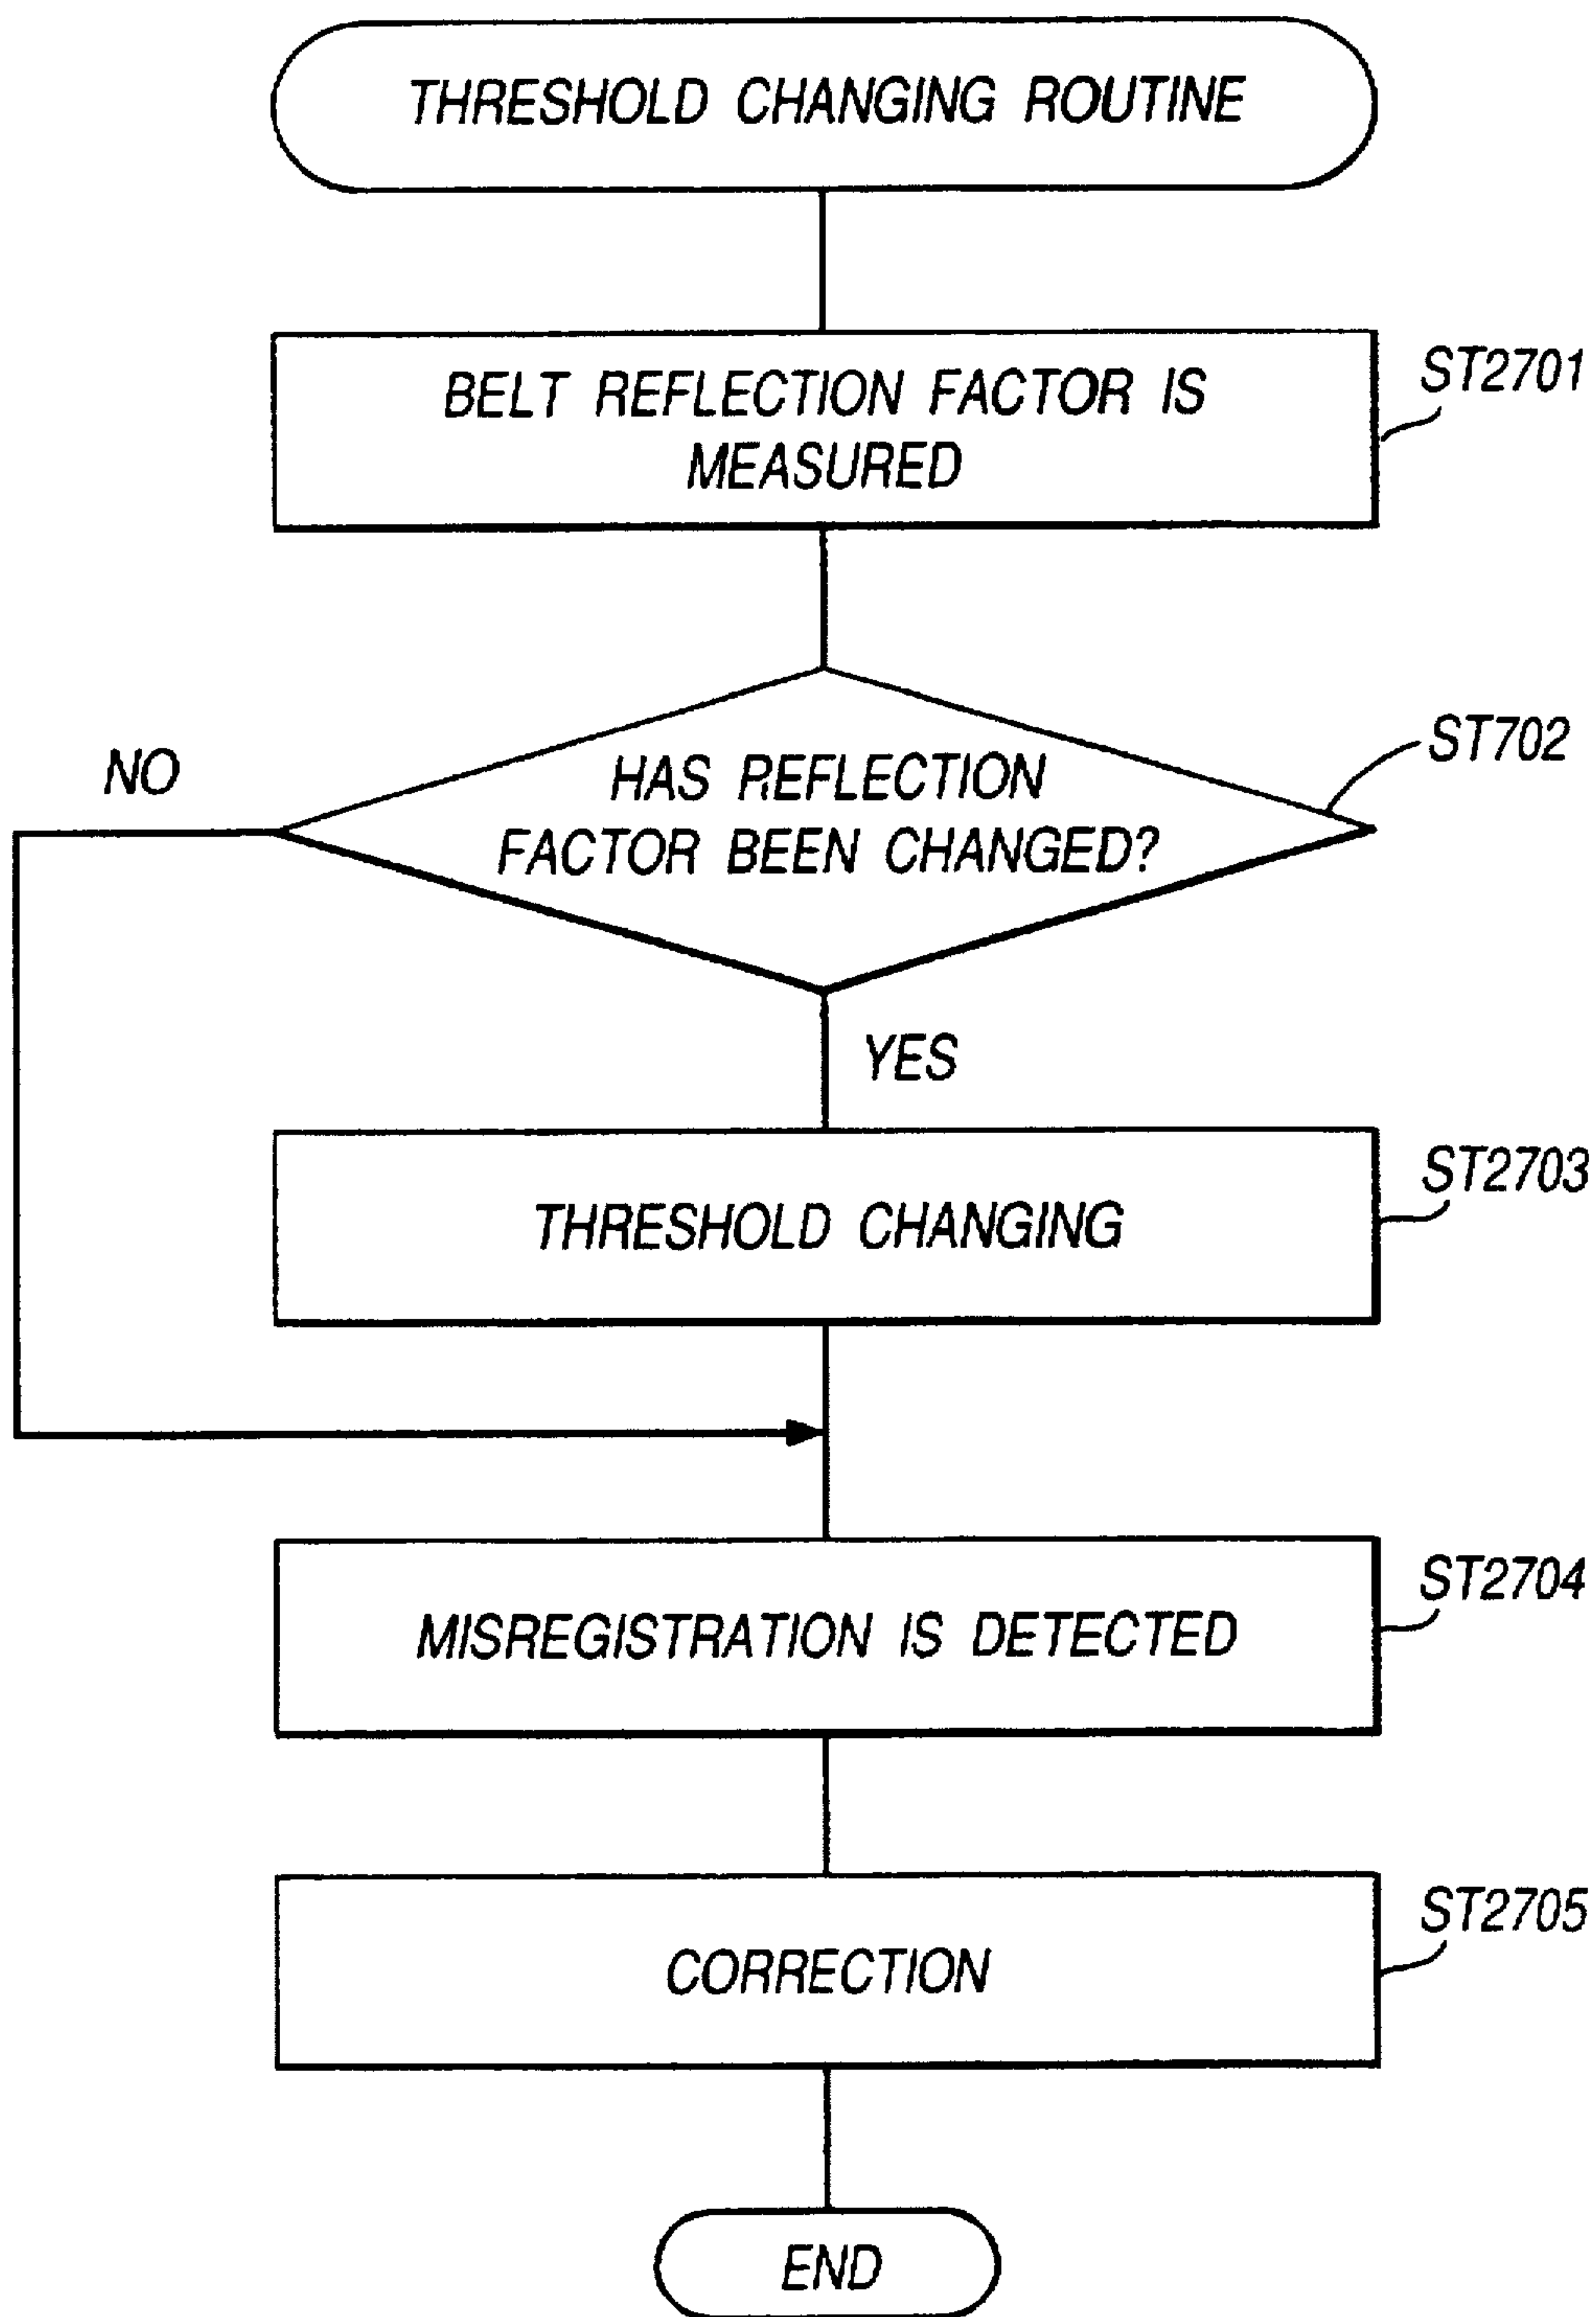 THRESHOLD CHANGING ROUTINE
BELT REFLECTION FACTOR IS
MEASURED
ST2701
HAS REFLECTION
FACTOR BEEN CHANGED?
ST702
NO
YES
THRESHOLD CHANGING
ST2703
MISREGISTRATION IS DETECTED
ST2704
CORRECTION
ST2705
END